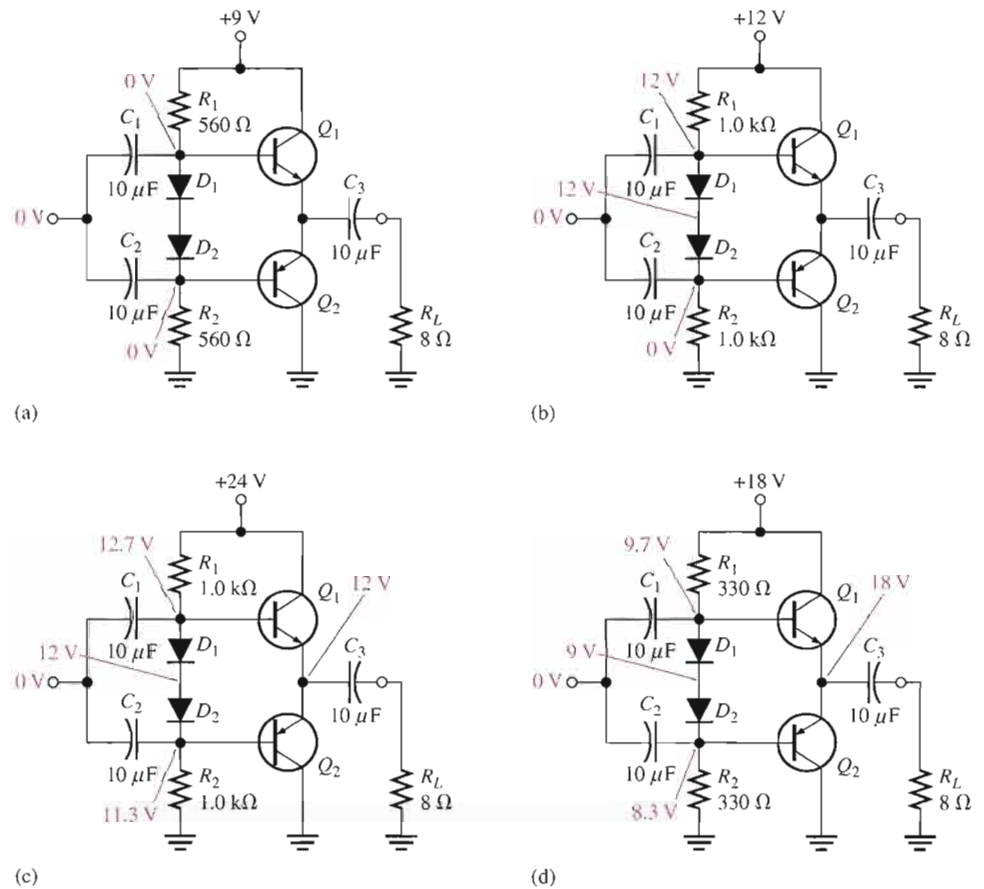 +9 V
0 V
R1
560 Ω
C1
10 μF
D1
Q1
0 V
C2
10 μF
D2
C3
10 μF
Q2
R2
560 Ω
0 V
RL
8 Ω
(a)
+12 V
12 V
R1
1.0 kΩ
C1
10 μF
D1
Q1
12 V
0 V
C2
10 μF
D2
C3
10 μF
Q2
R2
1.0 kΩ
0 V
RL
8 Ω
(b)
+24 V
12.7 V
R1
1.0 kΩ
C1
10 μF
D1
Q1
12 V
12 V
0 V
C2
10 μF
D2
C3
10 μF
Q2
R2
1.0 kΩ
11.3 V
RL
8 Ω
(c)
+18 V
9.7 V
R1
330 Ω
C1
10 μF
D1
Q1
18 V
9 V
0 V
C2
10 μF
D2
C3
10 μF
Q2
R2
330 Ω
8.3 V
RL
8 Ω
(d)